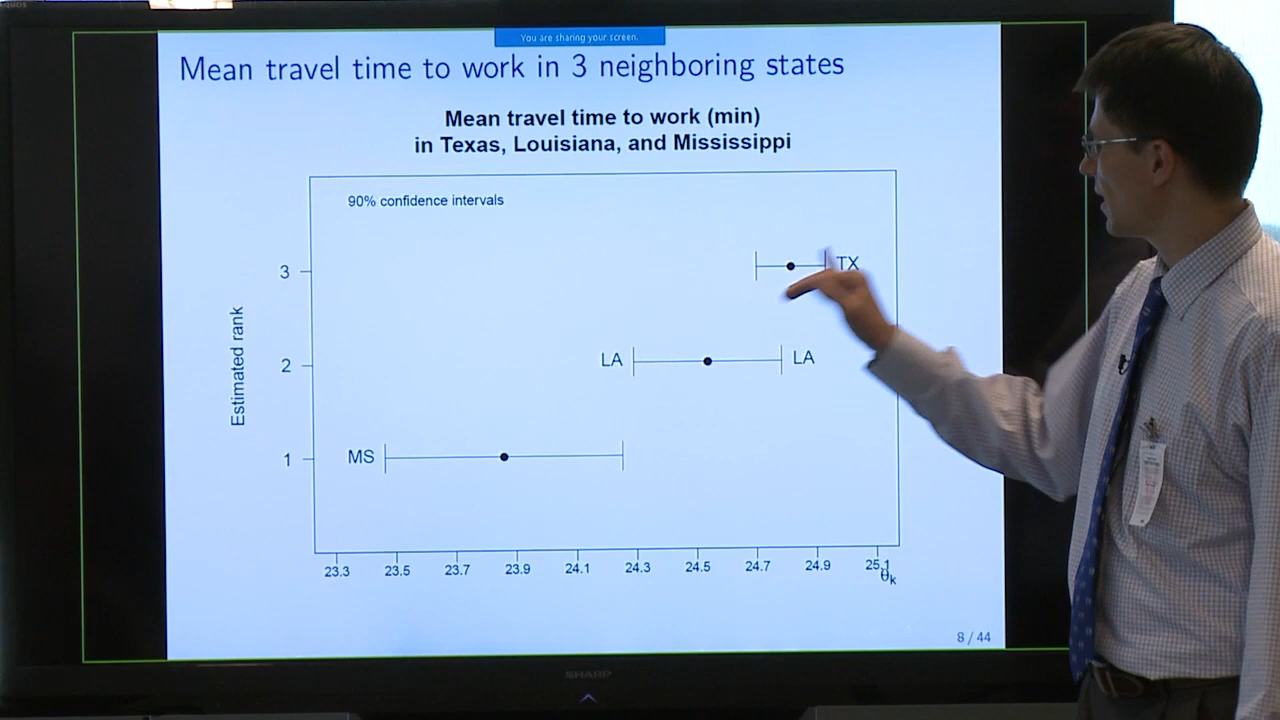 You are sharing your screen.
Mean travel time to work in 3 neighboring states
Mean travel time to work (min)
in Texas, Louisiana, and Mississippi
90% confidence intervals
3
TX
Estimated rank
2
LA
LA
1
MS
23.3 23.5 23.7 23.9 24.1 24.3 24.5 24.7 24.9 25.1
θk
8 / 44
SHARP